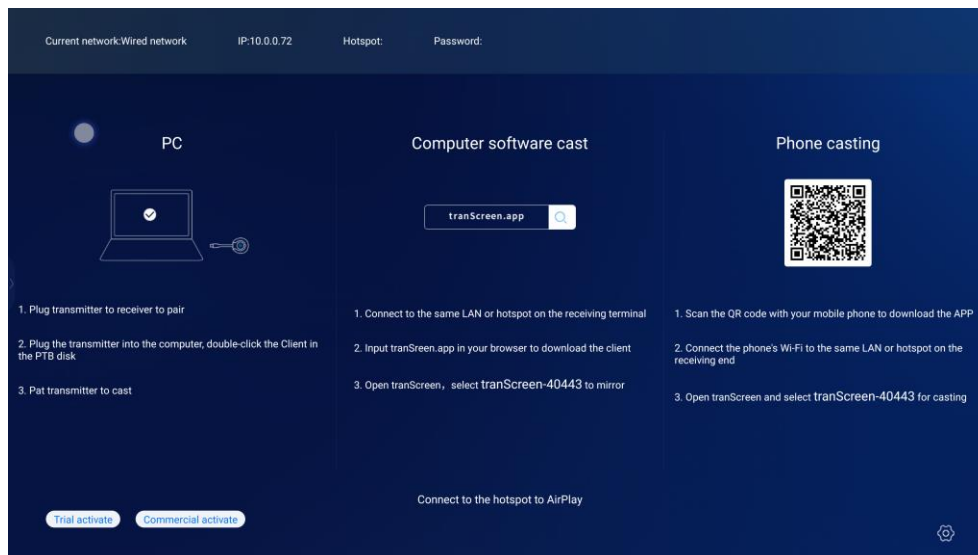 Current network:Wired network IP:10.0.0.72 Hotspot: Password:
PC
1. Plug transmitter to receiver to pair
2. Plug the transmitter into the computer, double-click the Client in
the PTB disk
3. Pat transmitter to cast
Computer software cast
tranScreen.app
1. Connect to the same LAN or hotspot on the receiving terminal
2. Input tranSreen.app in your browser to download the client
3. Open tranScreen，select tranScreen-40443 to mirror
Phone casting
1. Scan the QR code with your mobile phone to download the APP
2. Connect the phone's Wi-Fi to the same LAN or hotspot on the
receiving end
3. Open tranScreen and select tranScreen-40443 for casting
Connect to the hotspot to AirPlay
Trial activate
Commercial activate